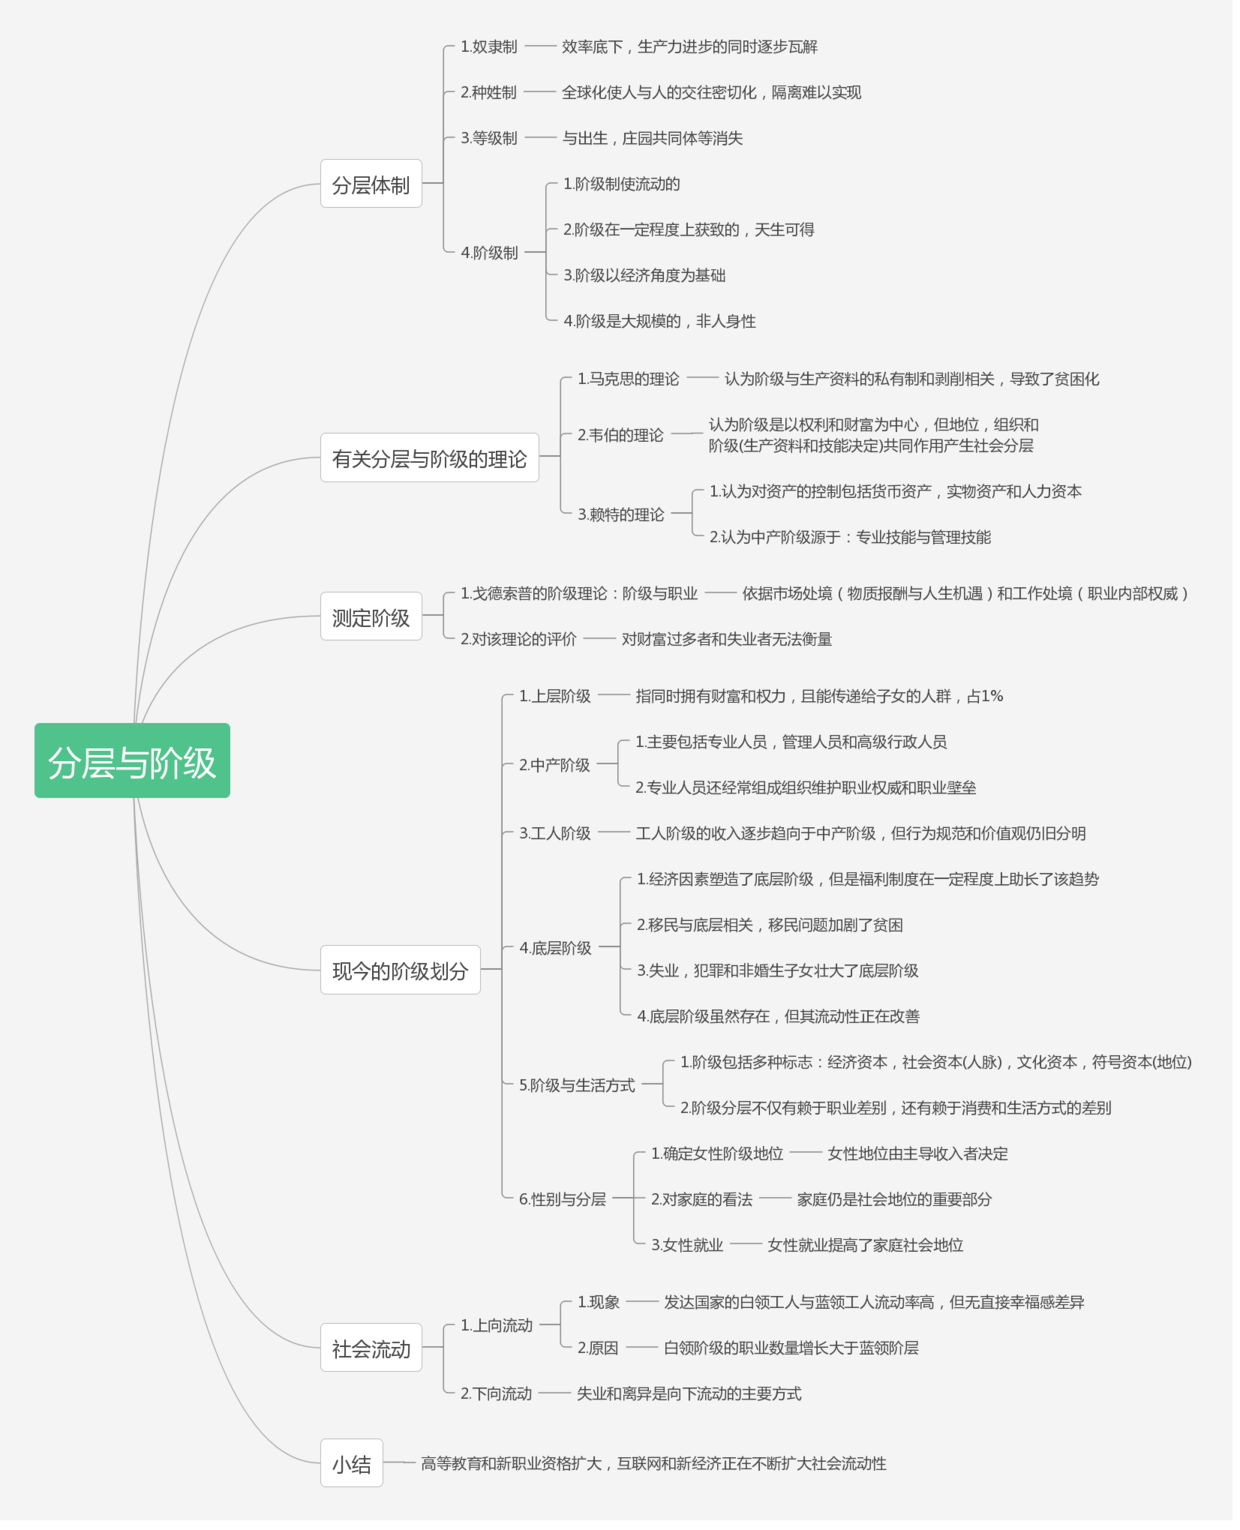 分层与阶级
分层体制
1.奴隶制
效率底下，生产力进步的同时逐步瓦解
2.种姓制
全球化使人与人的交往密切化，隔离难以实现
3.等级制
与出生，庄园共同体等消失
4.阶级制
1.阶级制使流动的
2.阶级在一定程度上获致的，天生可得
3.阶级以经济角度为基础
4.阶级是大规模的，非人身性
有关分层与阶级的理论
1.马克思的理论
认为阶级与生产资料的私有制和剥削相关，导致了贫困化
2.韦伯的理论
认为阶级是以权利和财富为中心，但地位，组织和
阶级(生产资料和技能决定)共同作用产生社会分层
3.赖特的理论
1.认为对资产的控制包括货币资产，实物资产和人力资本
2.认为中产阶级源于：专业技能与管理技能
测定阶级
1.戈德索普的阶级理论：阶级与职业
依据市场处境（物质报酬与人生机遇）和工作处境（职业内部权威）
2.对该理论的评价
对财富过多者和失业者无法衡量
现今的阶级划分
1.上层阶级
指同时拥有财富和权力，且能传递给子女的人群，占1%
2.中产阶级
1.主要包括专业人员，管理人员和高级行政人员
2.专业人员还经常组成组织维护职业权威和职业壁垒
3.工人阶级
工人阶级的收入逐步趋向于中产阶级，但行为规范和价值观仍旧分明
4.底层阶级
1.经济因素塑造了底层阶级，但是福利制度在一定程度上助长了该趋势
2.移民与底层相关，移民问题加剧了贫困
3.失业，犯罪和非婚生子女壮大了底层阶级
4.底层阶级虽然存在，但其流动性正在改善
5.阶级与生活方式
1.阶级包括多种标志：经济资本，社会资本(人脉)，文化资本，符号资本(地位)
2.阶级分层不仅有赖于职业差别，还有赖于消费和生活方式的差别
6.性别与分层
1.确定女性阶级地位
女性地位由主导收入者决定
2.对家庭的看法
家庭仍是社会地位的重要部分
3.女性就业
女性就业提高了家庭社会地位
社会流动
1.上向流动
1.现象
发达国家的白领工人与蓝领工人流动率高，但无直接幸福感差异
2.原因
白领阶级的职业数量增长大于蓝领阶层
2.下向流动
失业和离异是向下流动的主要方式
小结
高等教育和新职业资格扩大，互联网和新经济正在不断扩大社会流动性